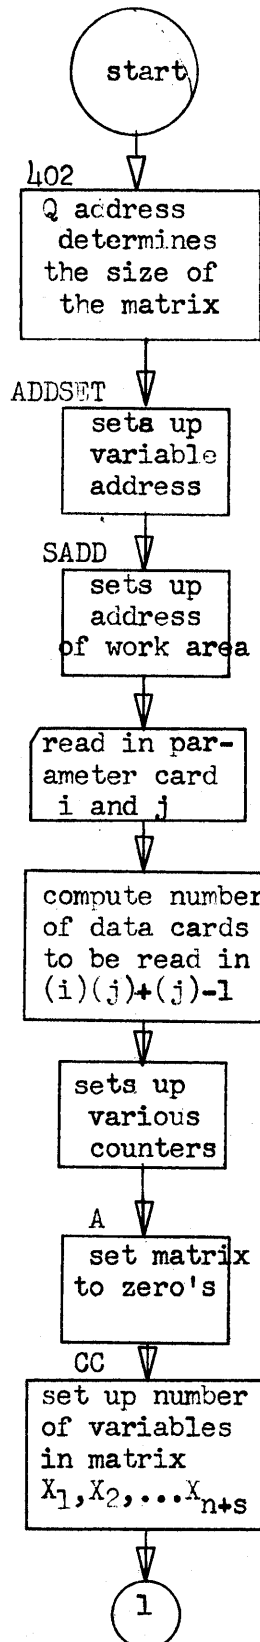 start
402
Q address
determines
the size of
the matrix
ADDSET
sets up
variable
address
SADD
sets up
address
of work area
read in par-
ameter card
i and j
compute number
of data cards
to be read in
(i)(j)+(j)-1
sets up
various
counters
A
set matrix
to zero's
CC
set up number
of variables
in matrix
X1,X2,...Xn+s
1